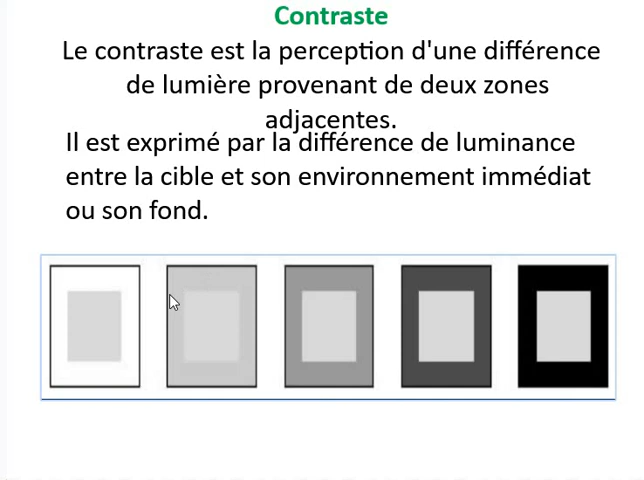 Contraste
Le contraste est la perception d'une différence
de lumière provenant de deux zones
adjacentes.
Il est exprimé par la différence de luminance
entre la cible et son environnement immédiat
ou son fond.